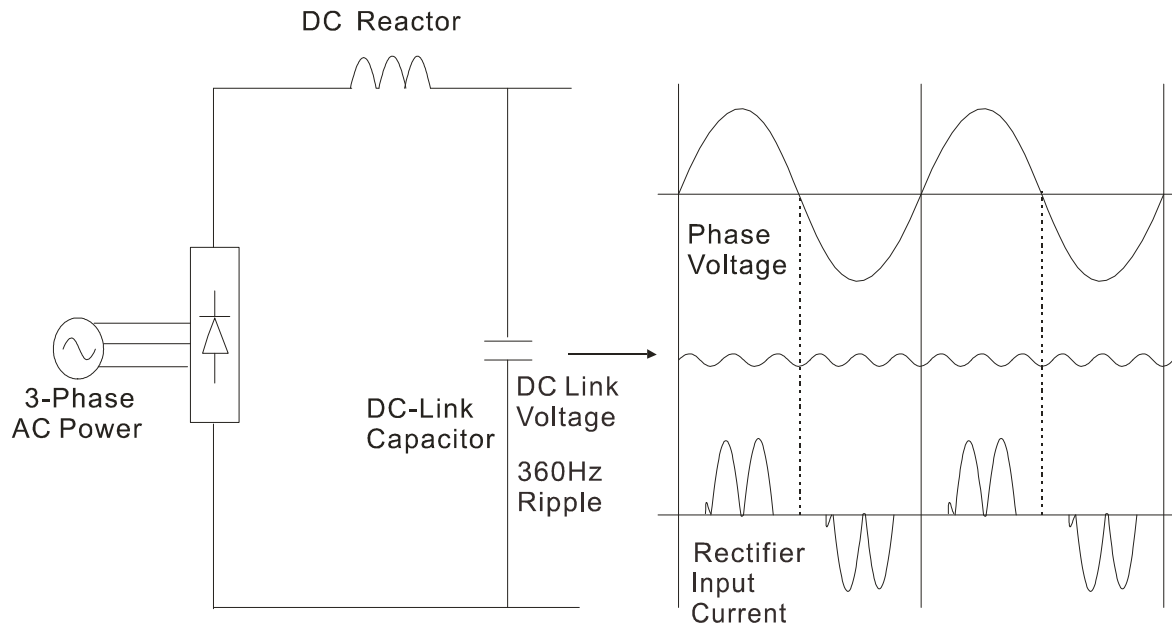 DC Reactor
3-Phase
AC Power
DC-Link
Capacitor
DC Link
Voltage
360Hz
Ripple
Phase
Voltage
Rectifier
Input
Current